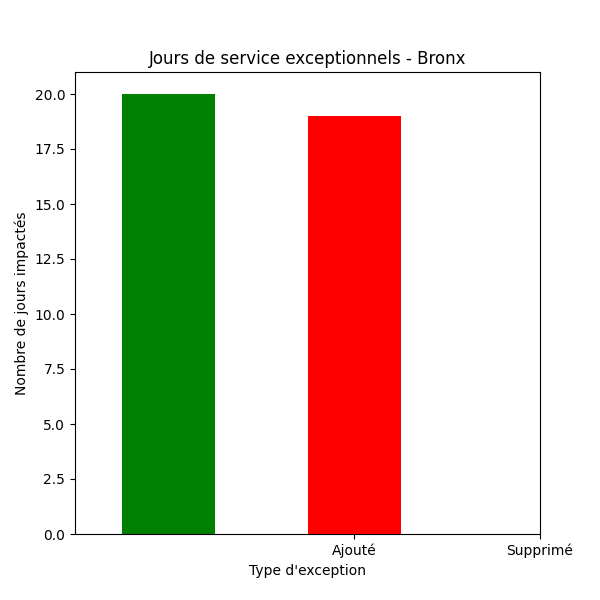 Jours de service exceptionnels - Bronx
20.0
17.5
15.0
12.5
10.0
7.5
5.0
2.5
0.0
Nombre de jours impactés
Ajouté
Supprimé
Type d'exception